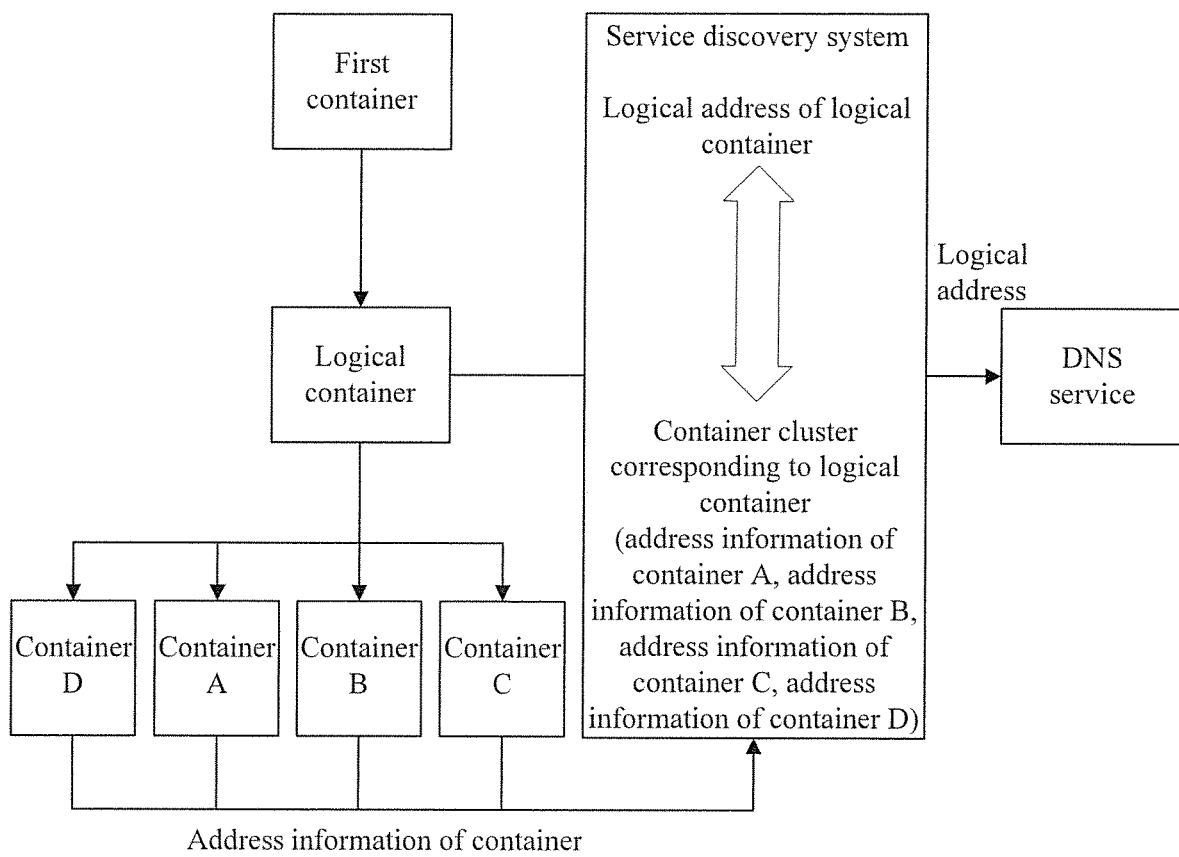 First
container
Service discovery system
Logical address of logical
container
Logical
address
Logical
container
DNS
service
Container cluster
corresponding to logical
container
(address information of
container A, address
information of container B,
address information of
container C, address
information of container D)
Container
D
Container
A
Container
B
Container
C
Address information of container